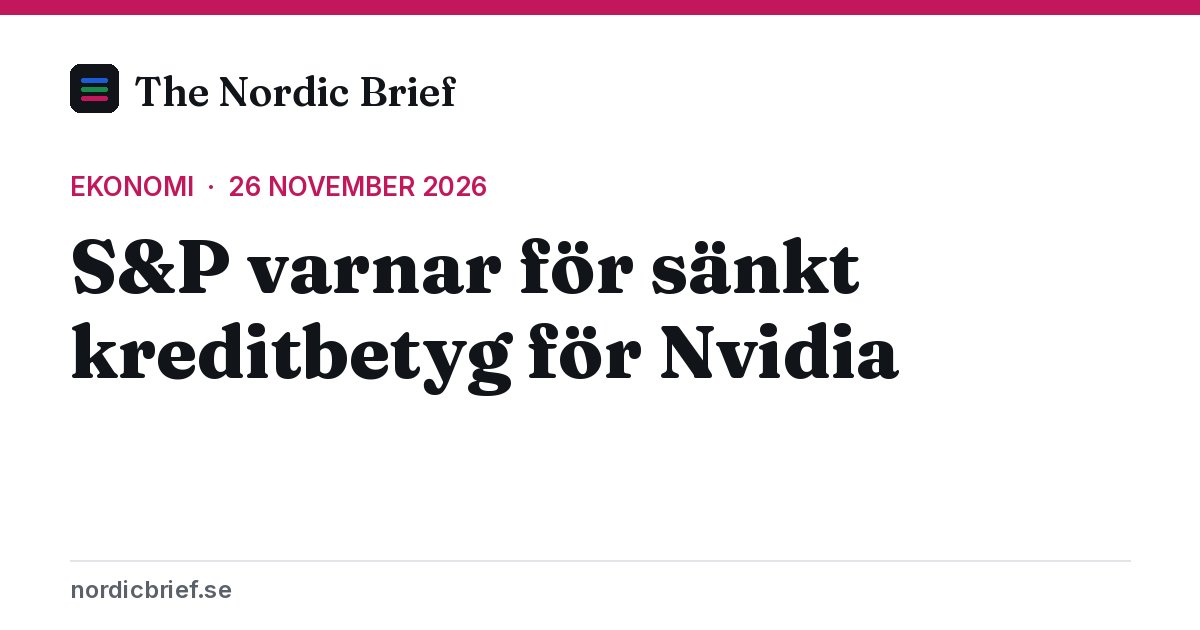 The Nordic Brief
EKONOMI · 26 NOVEMBER 2026
S&P varnar för sänkt
kreditbetyg för Nvidia
nordicbrief.se